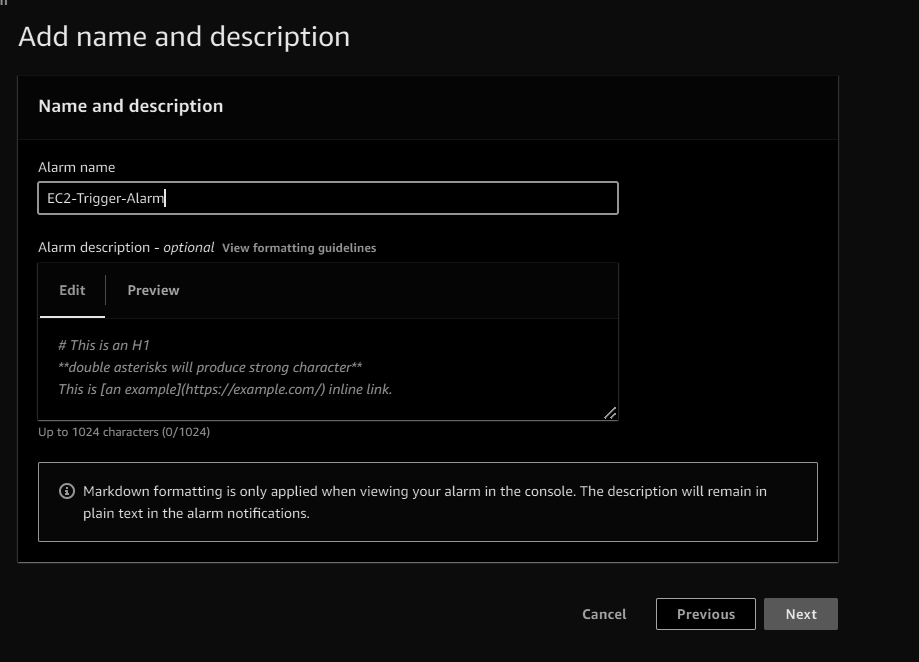 Add name and description
Name and description
Alarm name
EC2-Trigger-Alarm
Alarm description - optional View formatting guidelines
Edit Preview
# This is an H1
**double asterisks will produce strong character**
This is [an example](https://example.com/) inline link.
Up to 1024 characters (0/1024)
Markdown formatting is only applied when viewing your alarm in the console. The description will remain in
plain text in the alarm notifications.
Cancel Previous Next